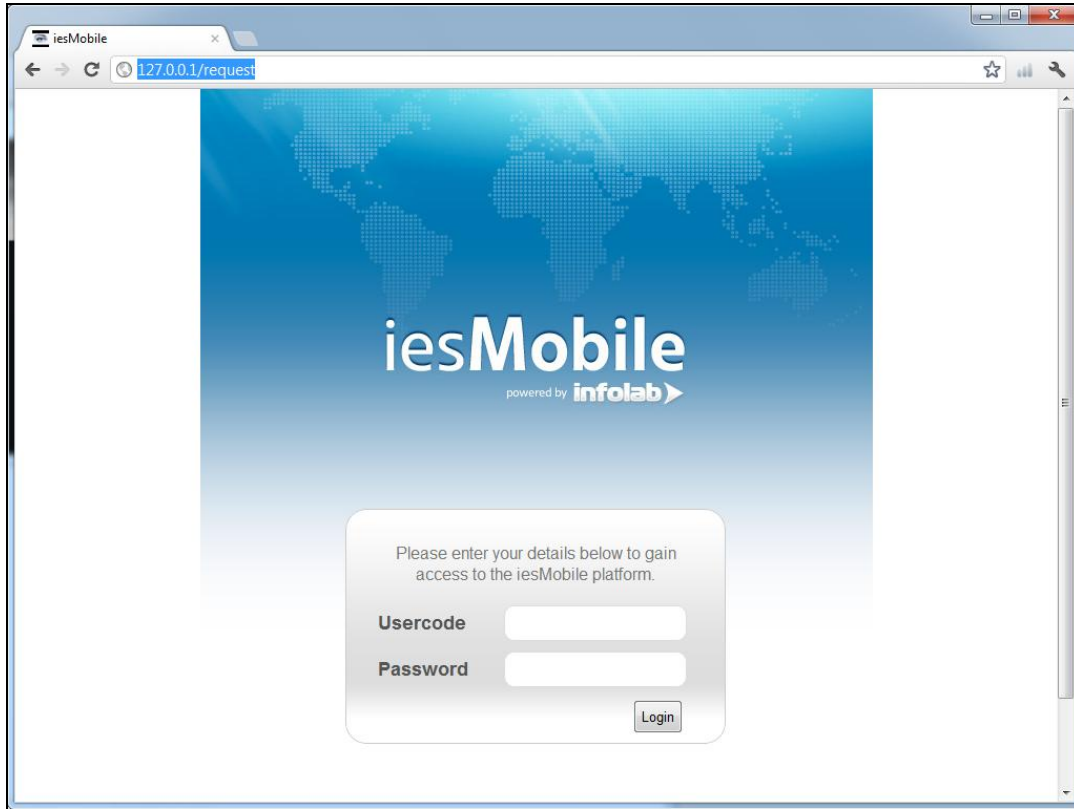 iesMobile
127.0.0.1/request
iesMobile
powered by infolab
Please enter your details below to gain
access to the iesMobile platform.
Usercode
Password
Login